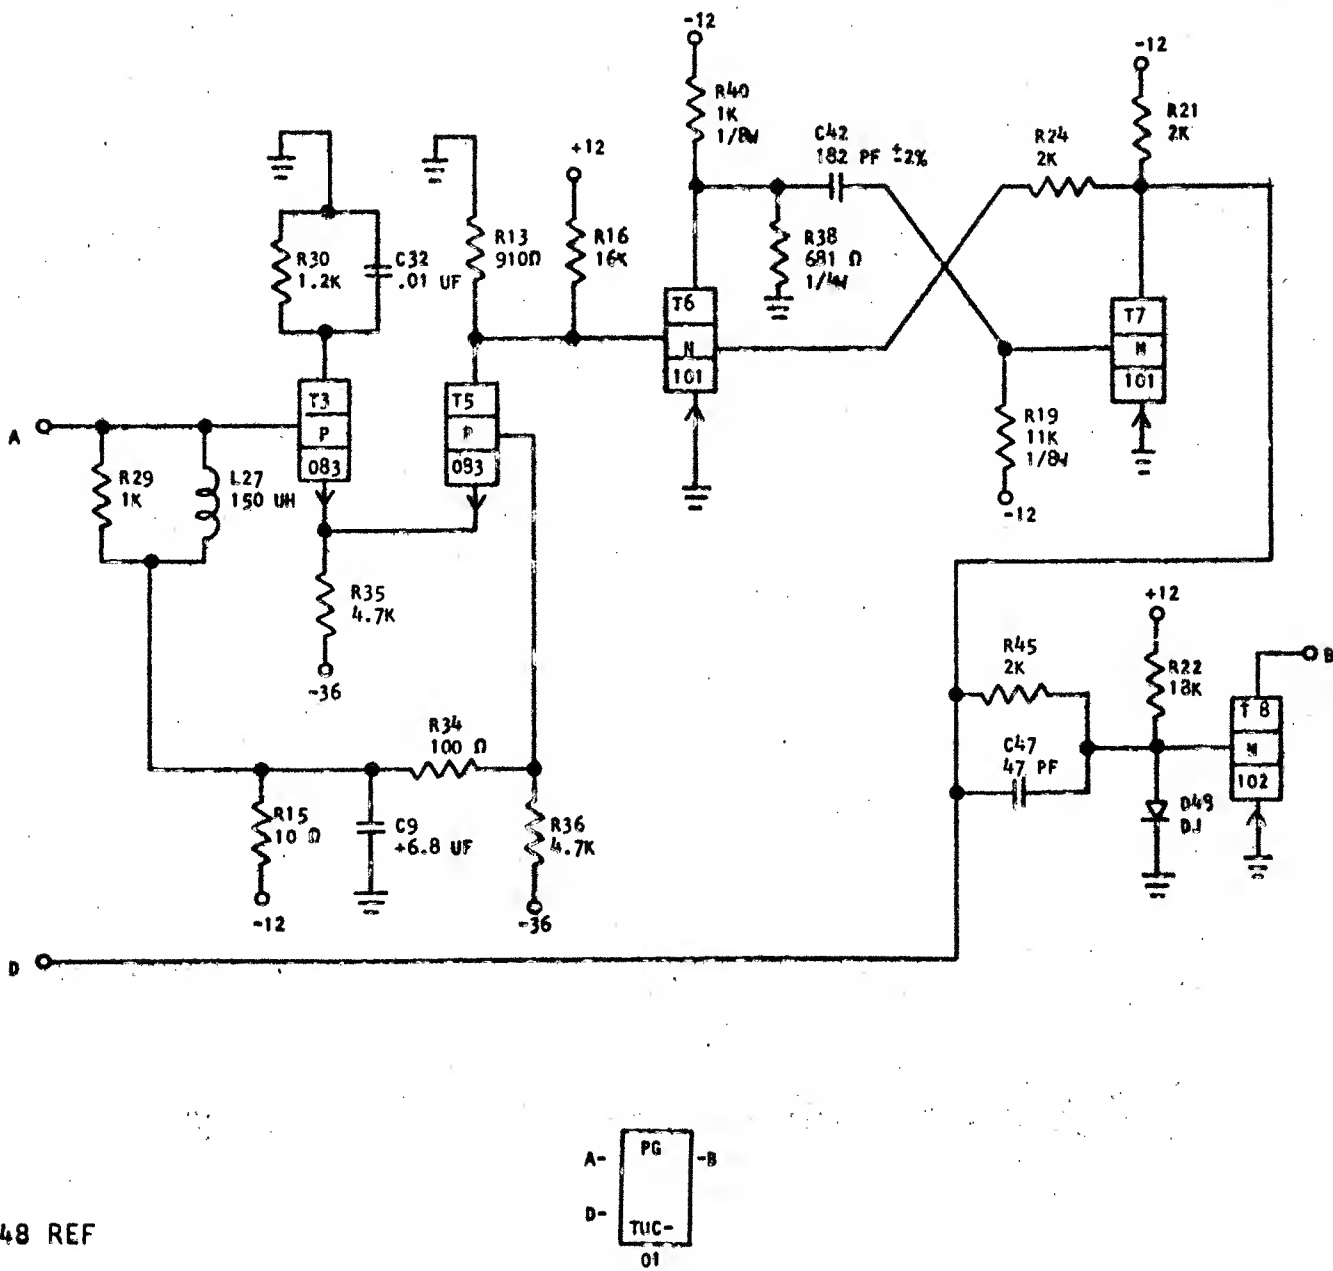 -12
R40
1K
1/8W
-12
R21
2K
C42
182 PF ±2%
R24
2K
+12
R30
1.2K
C32
.01 UF
R13
910Ω
R16
16K
R38
681 Ω
1/4W
T6
N
101
T7
N
101
T3
P
083
T5
P
083
A
R29
1K
L27
150 UH
R19
11K
1/8W
-12
R35
4.7K
-36
+12
R45
2K
R22
18K
B
T8
N
102
R34
100 Ω
C47
47 PF
R15
10 Ω
C9
+6.8 UF
R36
4.7K
D49
-12
-36
D
A-
PG
-B
D-
TUC-
01
48 REF